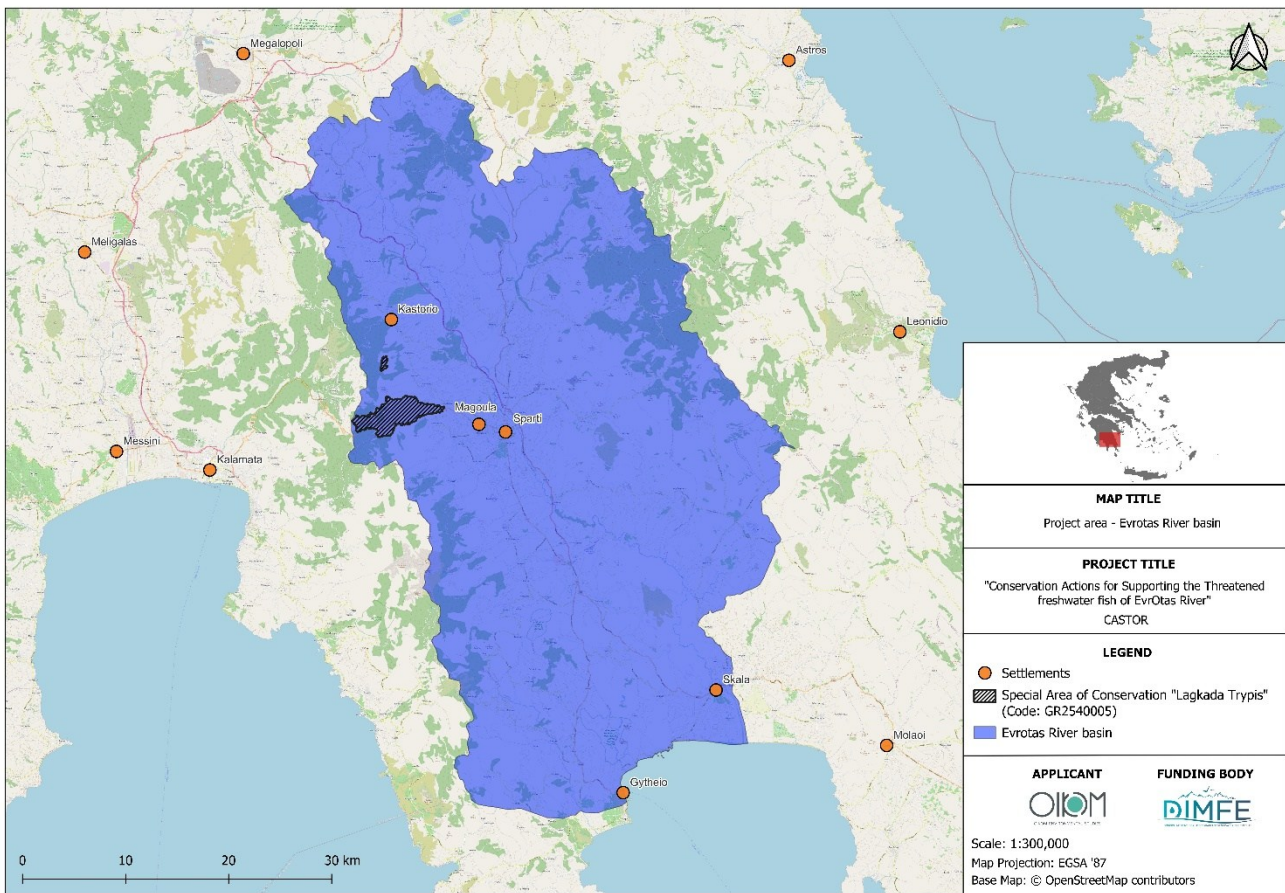 Megalopoli
Astros
Meligalas
Kastorio
Leonidio
Magoula
Sparti
Messini
Kalamata
Skala
Molaoi
Gytheio
0 10 20 30 km
MAP TITLE
Project area - Evrotas River basin
PROJECT TITLE
"Conservation Actions for Supporting the Threatened
freshwater fish of EvrOtas River"
CASTOR
LEGEND
Settlements
Special Area of Conservation "Lagkada Trypis"
(Code: GR2540005)
Evrotas River basin
APPLICANT FUNDING BODY
OIKOM DIMFE
Scale: 1:300,000
Map Projection: EGSA '87
Base Map: © OpenStreetMap contributors